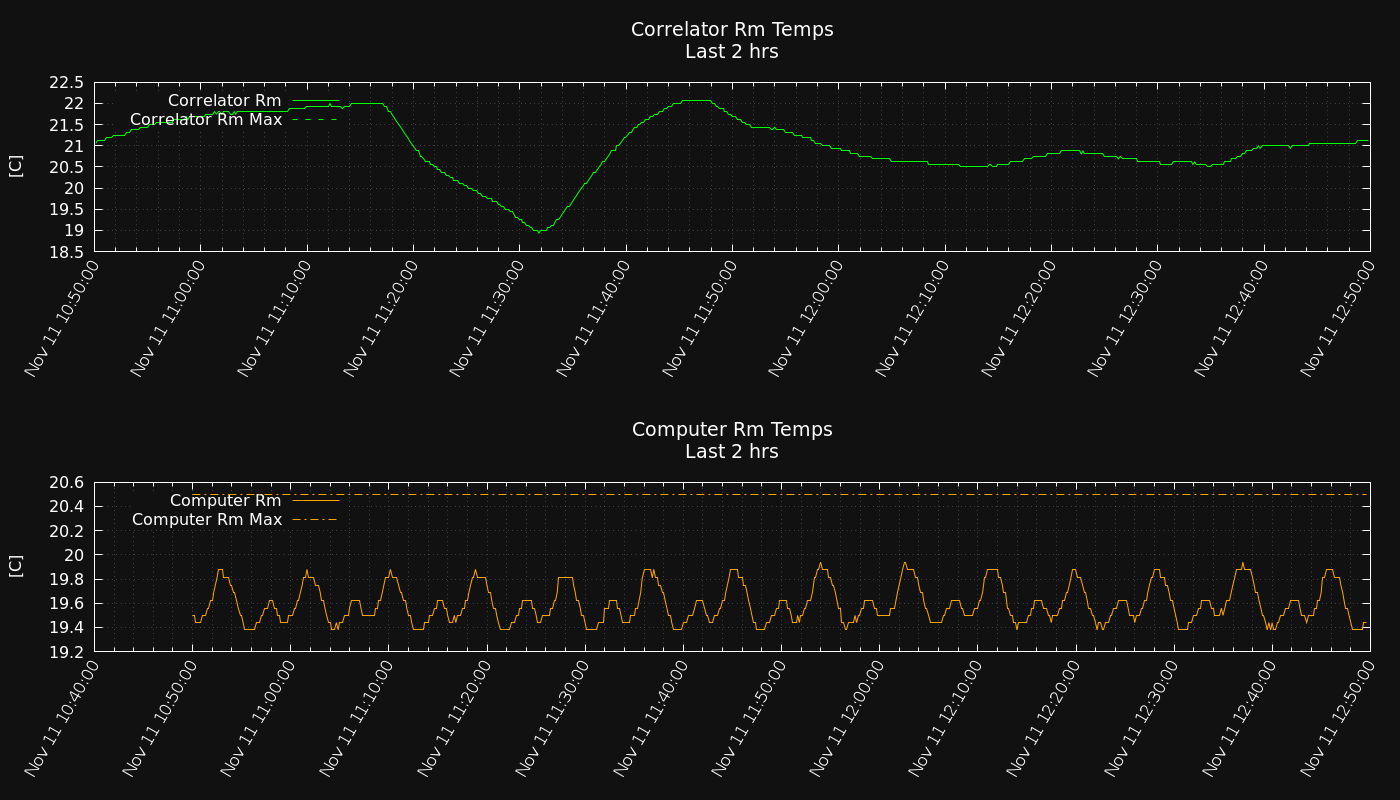 Correlator Rm Temps
Last 2 hrs
Correlator Rm
Correlator Rm Max
[C]
22.5
22
21.5
21
20.5
20
19.5
19
18.5
Nov 11 10:50:00
Nov 11 11:00:00
Nov 11 11:10:00
Nov 11 11:20:00
Nov 11 11:30:00
Nov 11 11:40:00
Nov 11 11:50:00
Nov 11 12:00:00
Nov 11 12:10:00
Nov 11 12:20:00
Nov 11 12:30:00
Nov 11 12:40:00
Nov 11 12:50:00
Computer Rm Temps
Last 2 hrs
Computer Rm
Computer Rm Max
[C]
20.6
20.4
20.2
20
19.8
19.6
19.4
19.2
Nov 11 10:40:00
Nov 11 10:50:00
Nov 11 11:00:00
Nov 11 11:10:00
Nov 11 11:20:00
Nov 11 11:30:00
Nov 11 11:40:00
Nov 11 11:50:00
Nov 11 12:00:00
Nov 11 12:10:00
Nov 11 12:20:00
Nov 11 12:30:00
Nov 11 12:40:00
Nov 11 12:50:00